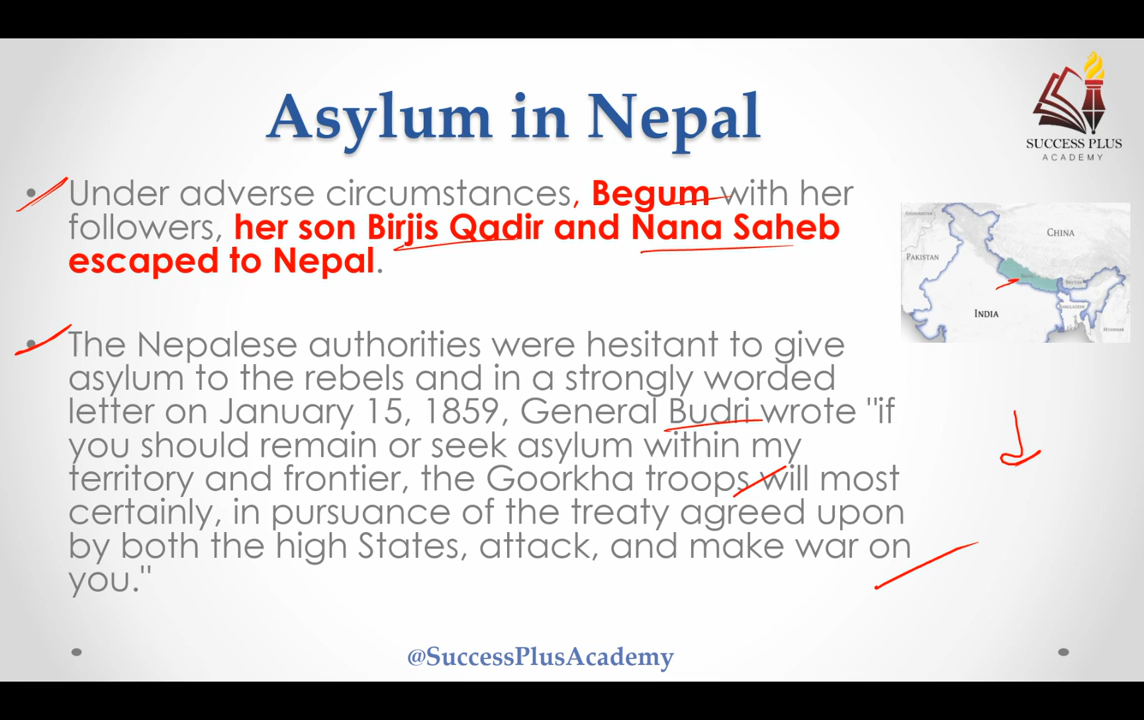 Asylum in Nepal
SUCCESS PLUS
ACADEMY
• Under adverse circumstances, Begum with her
followers, her son Birjis Qadir and Nana Saheb
escaped to Nepal.
CHINA
PAKISTAN
INDIA
• The Nepalese authorities were hesitant to give
asylum to the rebels and in a strongly worded
letter on January 15, 1859, General Budri wrote "if
you should remain or seek asylum within my
territory and frontier, the Goorkha troops will most
certainly, in pursuance of the treaty agreed upon
by both the high States, attack, and make war on
you."
@SuccessPlusAcademy